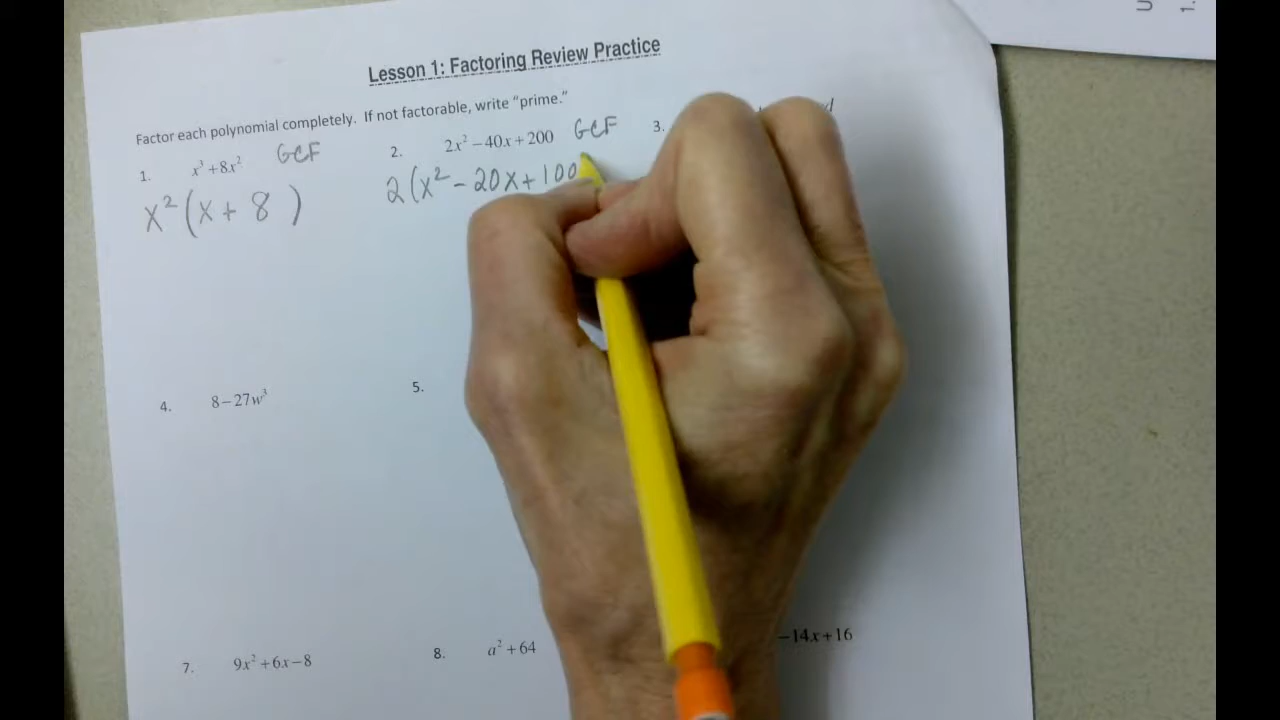 Lesson 1: Factoring Review Practice
Factor each polynomial completely. If not factorable, write "prime."
1. x³ + 8x² GCF
x² (x + 8 )
2. 2x² − 40x + 200 GCF
2 (x² − 20x + 100
3.
4. 8 − 27w³
5.
7. 9x² + 6x − 8
8. a² + 64
−14x + 16